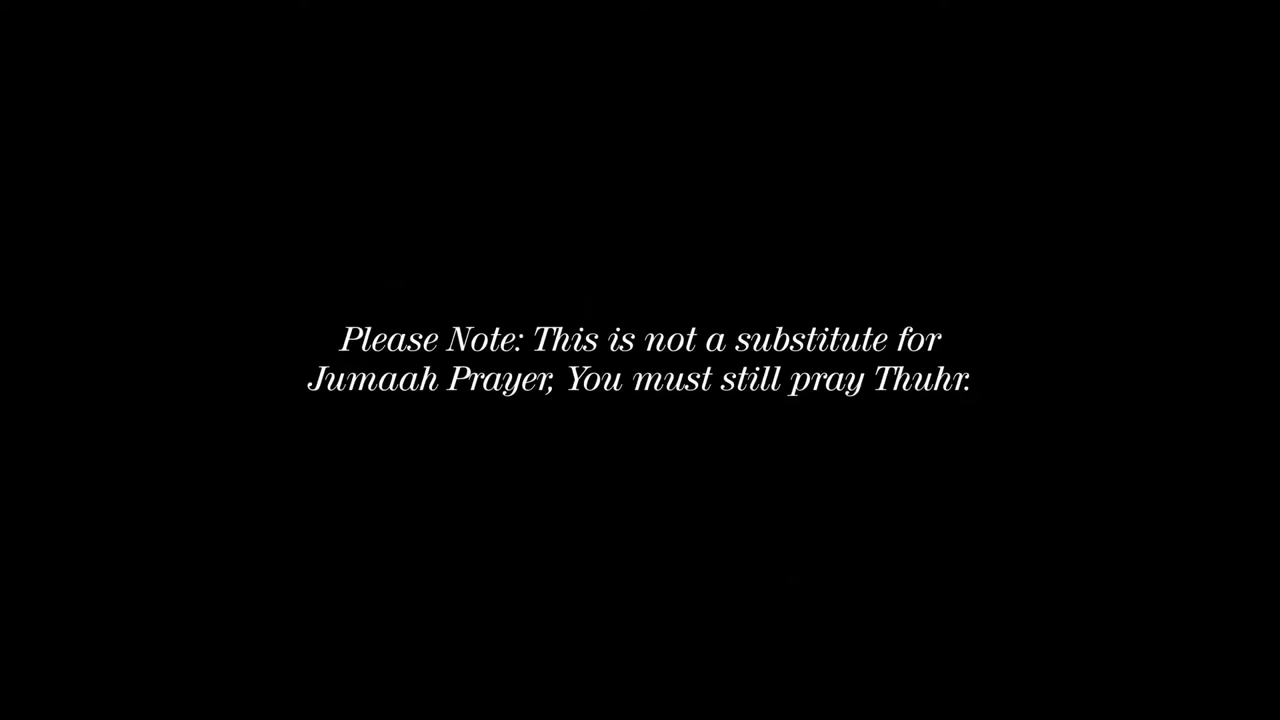 Please Note: This is not a substitute for
Jumaah Prayer, You must still pray Thuhr.